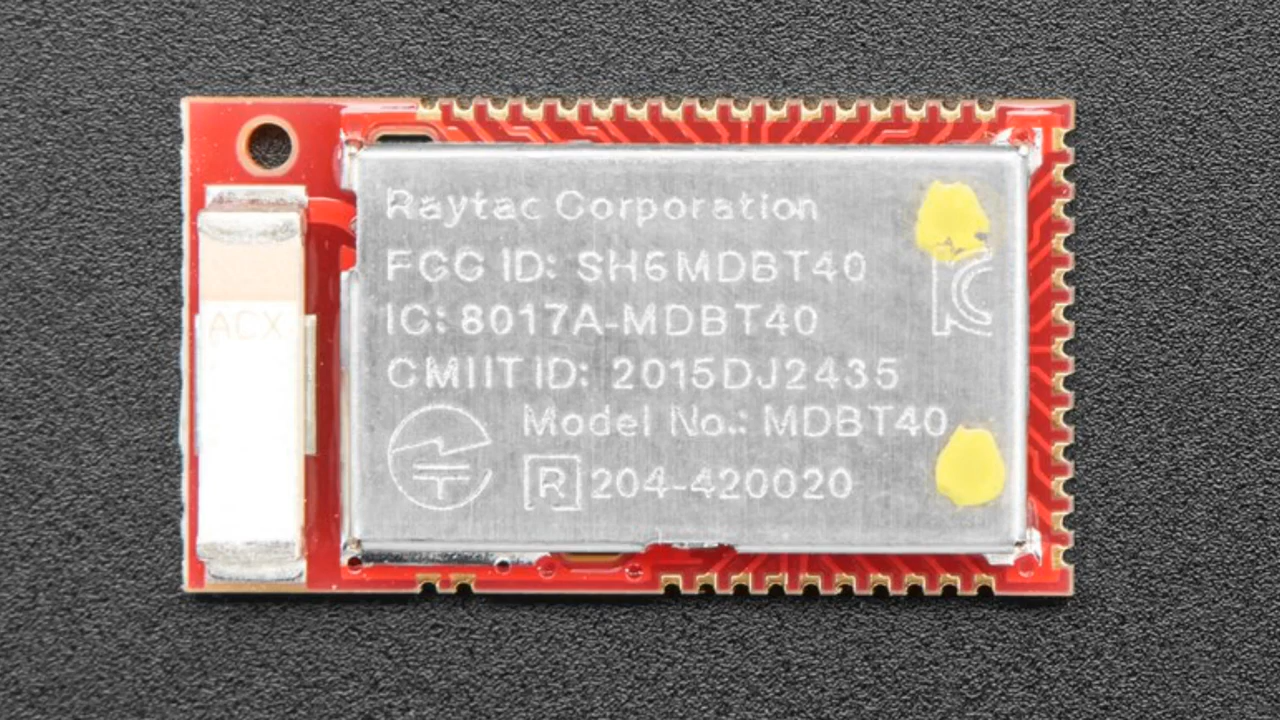 Raytac Corporation
FCC ID: SH6MDBT40
IC: 8017A-MDBT40
CMIIT ID: 2015DJ2435
Model No.: MDBT40
R 204-420020
ACX